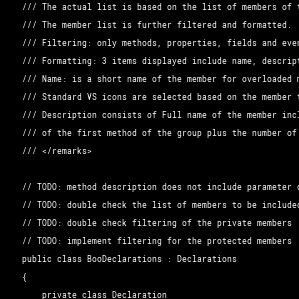 /// The actual list is based on the list of members of
/// The member list is further filtered and formatted.
/// Filtering: only methods, properties, fields and
/// Formatting: 3 items displayed include name,
/// Name: is a short name of the member for overloaded
/// Standard VS icons are selected based on the member
/// Description consists of Full name of the member
/// of the first method of the group plus the number of
/// </remarks>
// TODO: method description does not include parameter
// TODO: double check the list of members to be included
// TODO: double check filtering of the private members
// TODO: implement filtering for the protected members
public class BooDeclarations : Declarations
{
private class Declaration